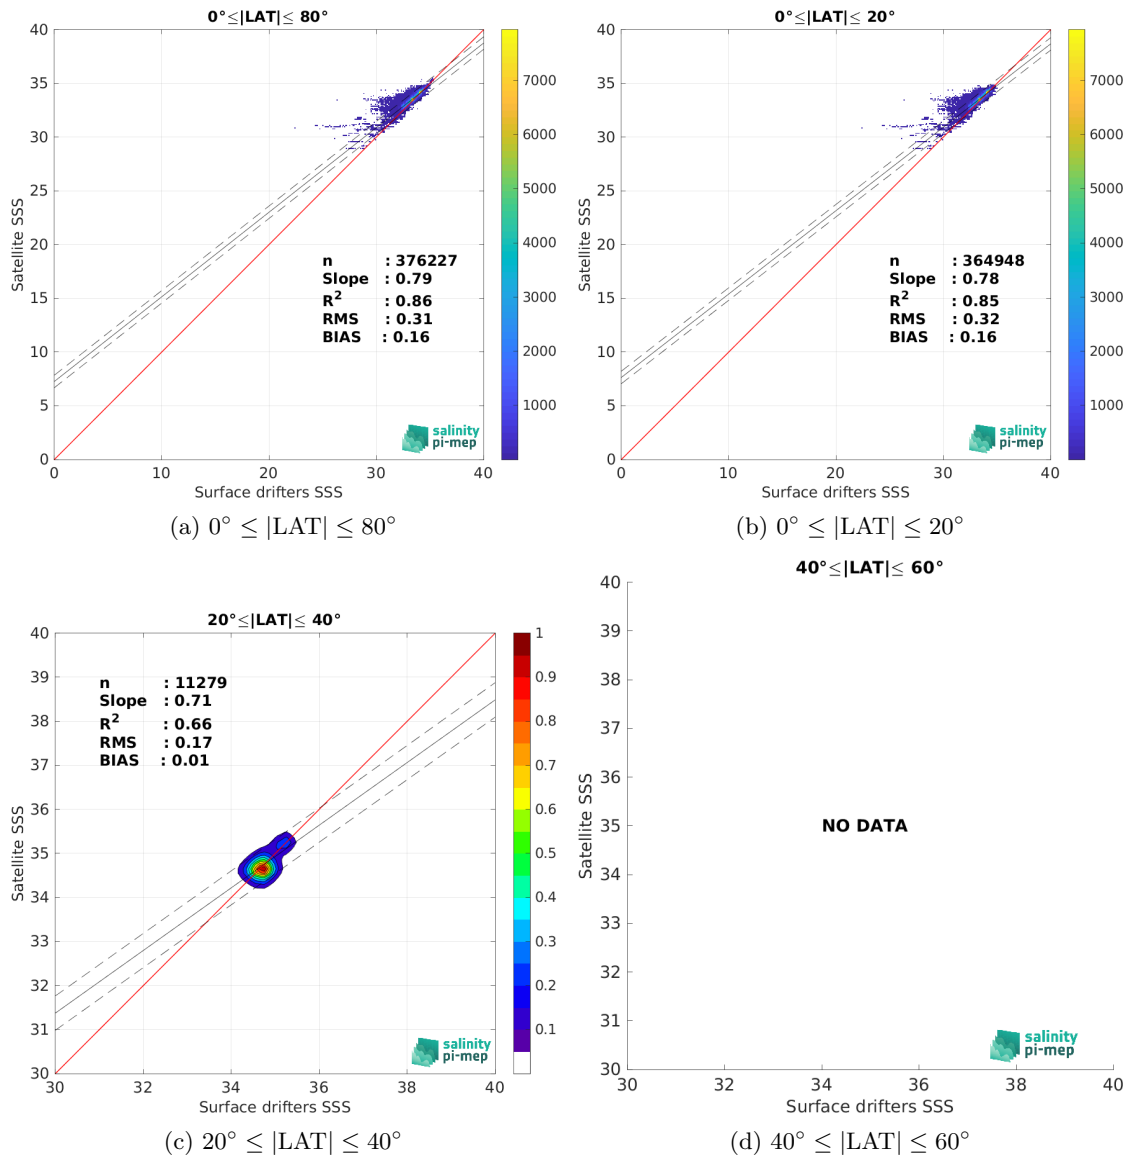 0°≤|LAT|≤ 80°
40
35
30
25
20
15
10
5
0
Satellite SSS
n : 376227
Slope : 0.79
R² : 0.86
RMS : 0.31
BIAS : 0.16
salinity
pi-mep
0 10 20 30 40
Surface drifters SSS
7000
6000
5000
4000
3000
2000
1000
(a) 0° ≤ |LAT| ≤ 80°
0°≤|LAT|≤ 20°
40
35
30
25
20
15
10
5
0
Satellite SSS
n : 364948
Slope : 0.78
R² : 0.85
RMS : 0.32
BIAS : 0.16
salinity
pi-mep
0 10 20 30 40
Surface drifters SSS
7000
6000
5000
4000
3000
2000
1000
(b) 0° ≤ |LAT| ≤ 20°
20°≤|LAT|≤ 40°
40
39
38
37
36
35
34
33
32
31
30
Satellite SSS
n : 11279
Slope : 0.71
R² : 0.66
RMS : 0.17
BIAS : 0.01
salinity
pi-mep
30 32 34 36 38 40
Surface drifters SSS
1
0.9
0.8
0.7
0.6
0.5
0.4
0.3
0.2
0.1
(c) 20° ≤ |LAT| ≤ 40°
40°≤|LAT|≤ 60°
40
39
38
37
36
35
34
33
32
31
30
Satellite SSS
NO DATA
salinity
pi-mep
30 32 34 36 38 40
Surface drifters SSS
(d) 40° ≤ |LAT| ≤ 60°